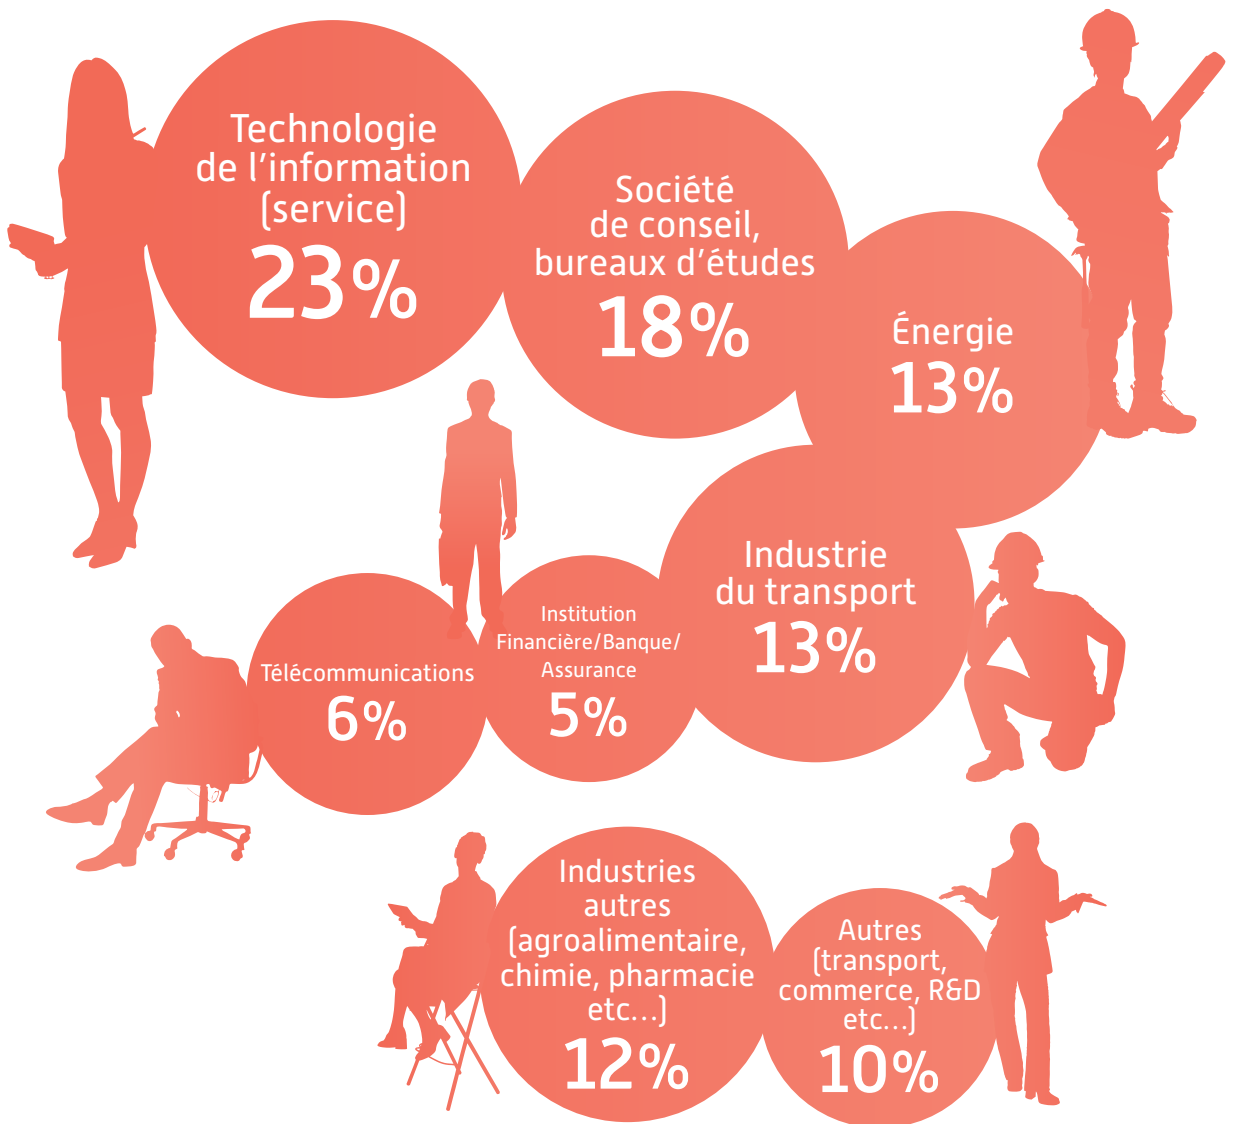 Technologie
de l’information
(service)
23%
Société
de conseil,
bureaux d’études
18%
Énergie
13%
Industrie
du transport
13%
Institution
Financière/Banque/
Assurance
5%
Télécommunications
6%
Industries
autres
(agroalimentaire,
chimie, pharmacie
etc...)
12%
Autres
(transport,
commerce, R&D
etc...)
10%